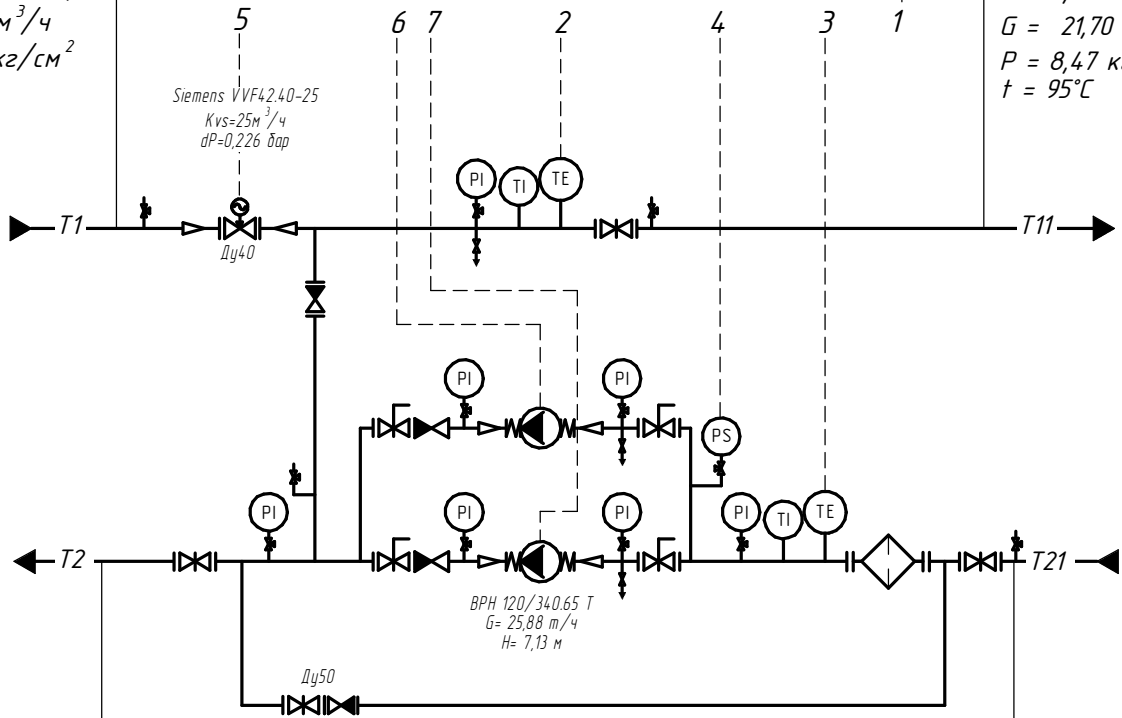 м³/ч
кг/см²
5
6 7
2
4
3
1
G = 21,70
P = 8,47 к
t = 95°C
Siemens VVF42.40-25
Kvs=25м³/ч
dP=0,226 бар
PI
TI
TE
T1
Ду40
T11
PI
PI
PS
PI
PI
PI
PI
TI
TE
T2
T21
BPH 120/340.65 T
G= 25,88 т/ч
H= 7,13 м
Ду50